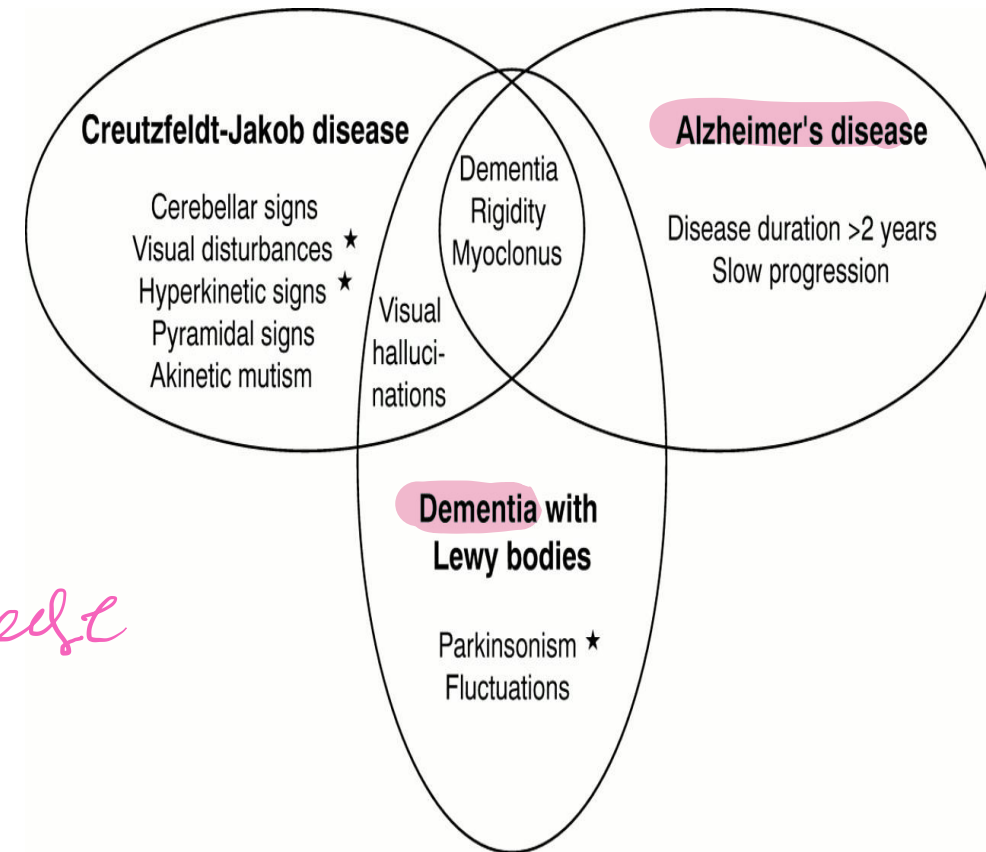 Creutzfeldt-Jakob disease
Cerebellar signs
Visual disturbances ★
Hyperkinetic signs ★
Pyramidal signs
Akinetic mutism
Dementia
Rigidity
Myoclonus
Visual
halluci-
nations
Alzheimer's disease
Disease duration >2 years
Slow progression
Dementia with
Lewy bodies
Parkinsonism ★
Fluctuations